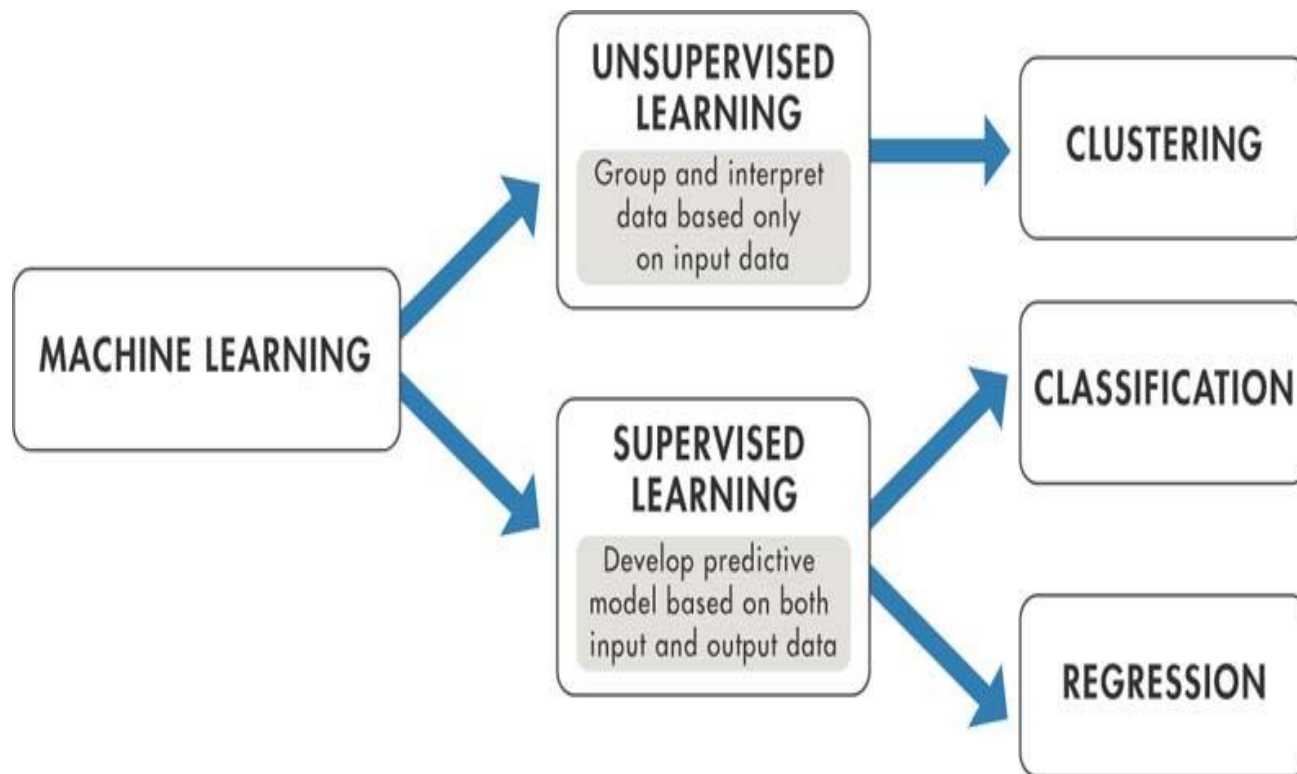 MACHINE LEARNING
UNSUPERVISED
LEARNING
Group and interpret
data based only
on input data
SUPERVISED
LEARNING
Develop predictive
model based on both
input and output data
CLUSTERING
CLASSIFICATION
REGRESSION